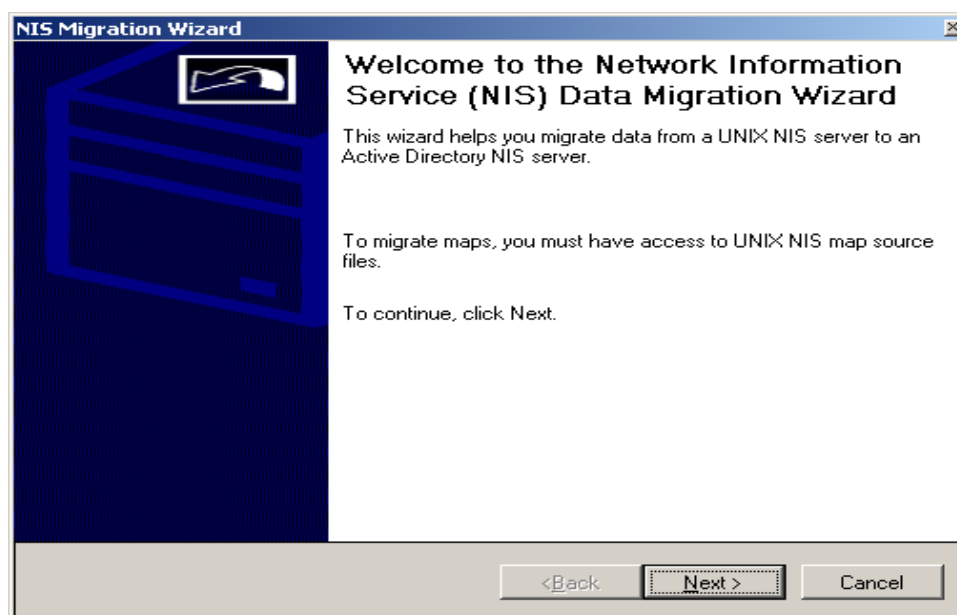 NIS Migration Wizard
Welcome to the Network Information
Service (NIS) Data Migration Wizard
This wizard helps you migrate data from a UNIX NIS server to an
Active Directory NIS server.
To migrate maps, you must have access to UNIX NIS map source
files.
To continue, click Next.
<Back
Next >
Cancel